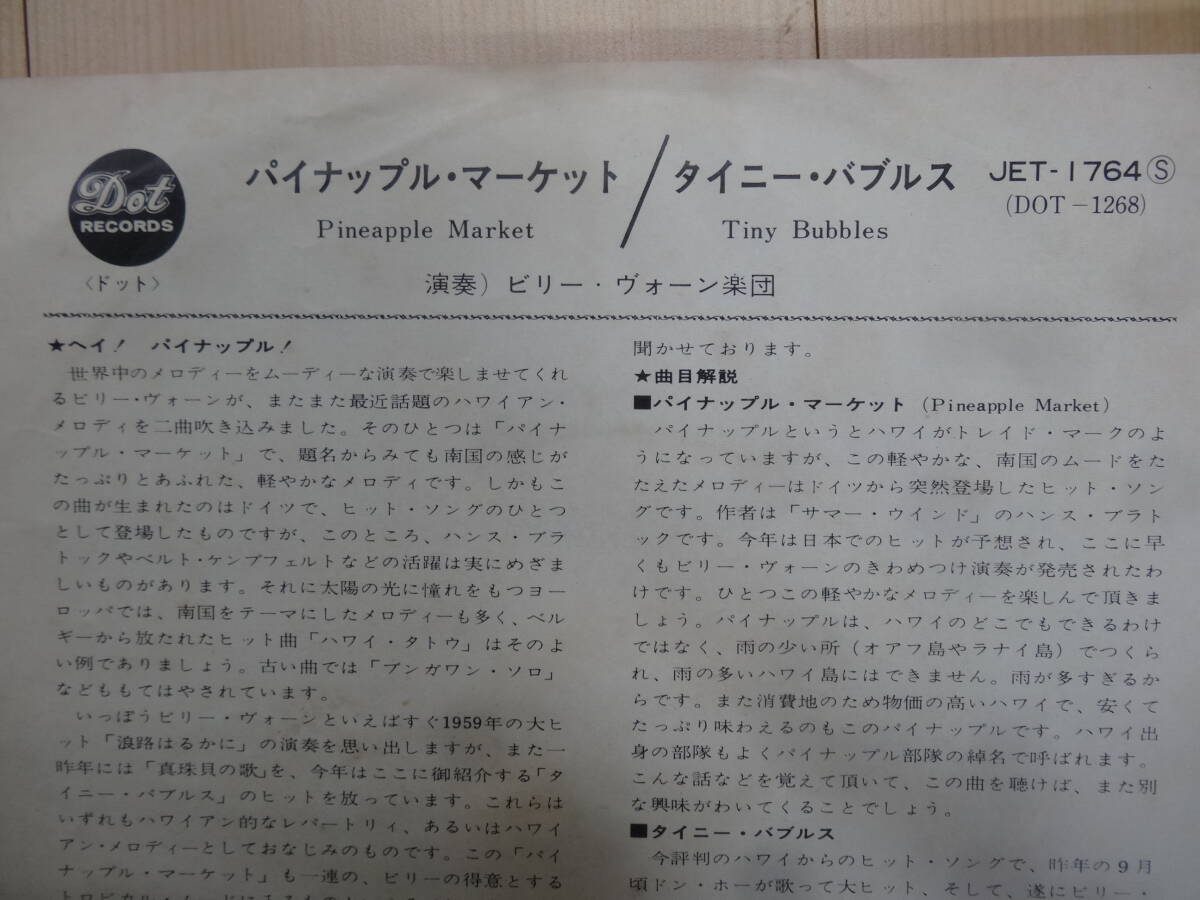 Dot
RECORDS
〈ドット〉
パイナップル・マーケット / タイニー・バブルス
Pineapple Market
Tiny Bubbles
JET-1764Ⓢ
(DOT-1268)
演奏) ビリー・ヴォーン楽団
★ヘイ! パイナップル!
世界中のメロディーをムーディーな演奏で楽しませてくれ
るビリー・ヴォーンが、またまた最近話題のハワイアン・
メロディを二曲吹き込みました。そのひとつは「パイナ
ップル・マーケット」で、題名からみても南国の感じが
たっぷりとあふれた、軽やかなメロディです。しかもこ
の曲が生まれたのはドイツで、ヒット・ソングのひとつ
として登場したものですが、このところ、ハンス・ブラ
トックやベルト・ケンプフェルトなどの活躍は実にめざま
しいものがあります。それに太陽の光に憧れをもつヨー
ロッパでは、南国をテーマにしたメロディーも多く、ベル
ギーから放たれたヒット曲「ハワイ・タトウ」はそのよ
い例でありましょう。古い曲では「ブンガワン・ソロ」
などももてはやされています。
いっぽうビリー・ヴォーンといえばすぐ1959年の大ヒ
ット「浪路はるかに」の演奏を思い出しますが、また一
昨年には「真珠貝の歌」を、今年はここに御紹介する「タ
イニー・バブルス」のヒットを放っています。これらは
いずれもハワイアン的なレパートリィ、あるいはハワイ
アン・メロディーとしておなじみのものです。この「パイ
ナップル・マーケット」も一連の、ビリーの得意とする
聞かせております。
★曲目解説
■パイナップル・マーケット (Pineapple Market)
パイナップルというとハワイがトレイド・マークのよ
うになっていますが、この軽やかな、南国のムードをた
たえたメロディーはドイツから突然登場したヒット・ソン
グです。作者は「サマー・ウインド」のハンス・ブラト
ックです。今年は日本でのヒットが予想され、ここに早
くもビリー・ヴォーンのきわめつけ演奏が発売されたわ
けです。ひとつこの軽やかなメロディーを楽しんで頂きま
しょう。パイナップルは、ハワイのどこでもできるわけ
ではなく、雨の少い所(オアフ島やラナイ島)でつくら
れ、雨の多いハワイ島にはできません。雨が多すぎるか
らです。また消費地のため物価の高いハワイで、安くて
たっぷり味わえるのもこのパイナップルです。ハワイ出
身の部隊もよくパイナップル部隊の綽名で呼ばれます。
こんな話などを覚えて頂いて、この曲を聴けば、また別
な興味がわいてくることでしょう。
■タイニー・バブルス
今評判のハワイからのヒット・ソングで、昨年の9月
頃ドン・ホーが歌って大ヒット、そして、遂にビリー・